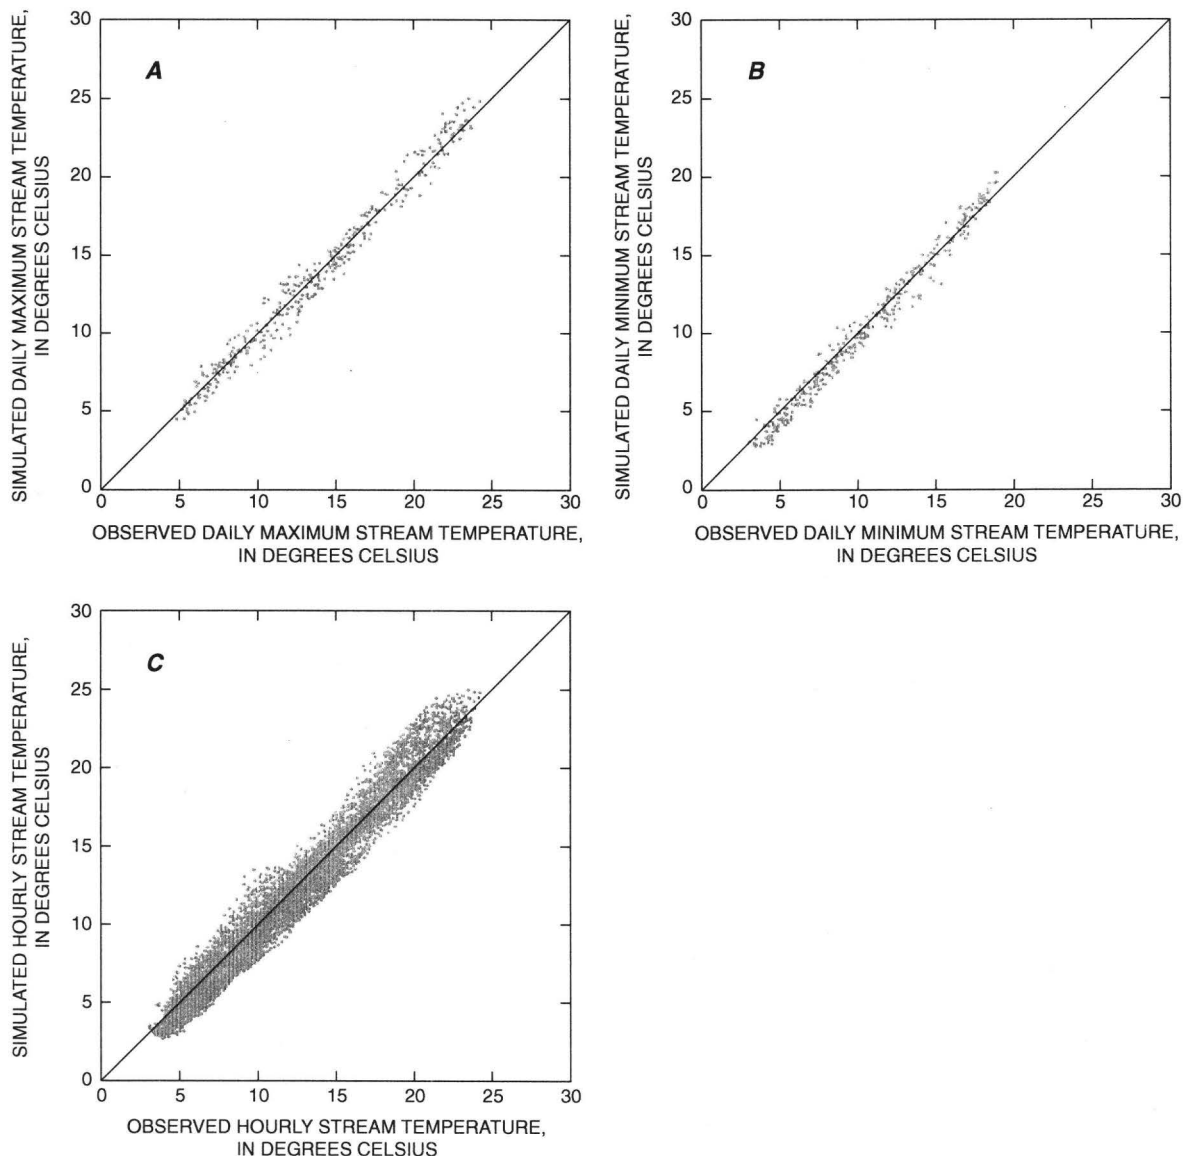 SIMULATED DAILY MAXIMUM STREAM TEMPERATURE,
IN DEGREES CELSIUS
30
25
20
15
10
5
0
A
0 5 10 15 20 25 30
OBSERVED DAILY MAXIMUM STREAM TEMPERATURE,
IN DEGREES CELSIUS
SIMULATED DAILY MINIMUM STREAM TEMPERATURE,
IN DEGREES CELSIUS
30
25
20
15
10
5
0
B
0 5 10 15 20 25 30
OBSERVED DAILY MINIMUM STREAM TEMPERATURE,
IN DEGREES CELSIUS
SIMULATED HOURLY STREAM TEMPERATURE,
IN DEGREES CELSIUS
30
25
20
15
10
5
0
C
0 5 10 15 20 25 30
OBSERVED HOURLY STREAM TEMPERATURE,
IN DEGREES CELSIUS